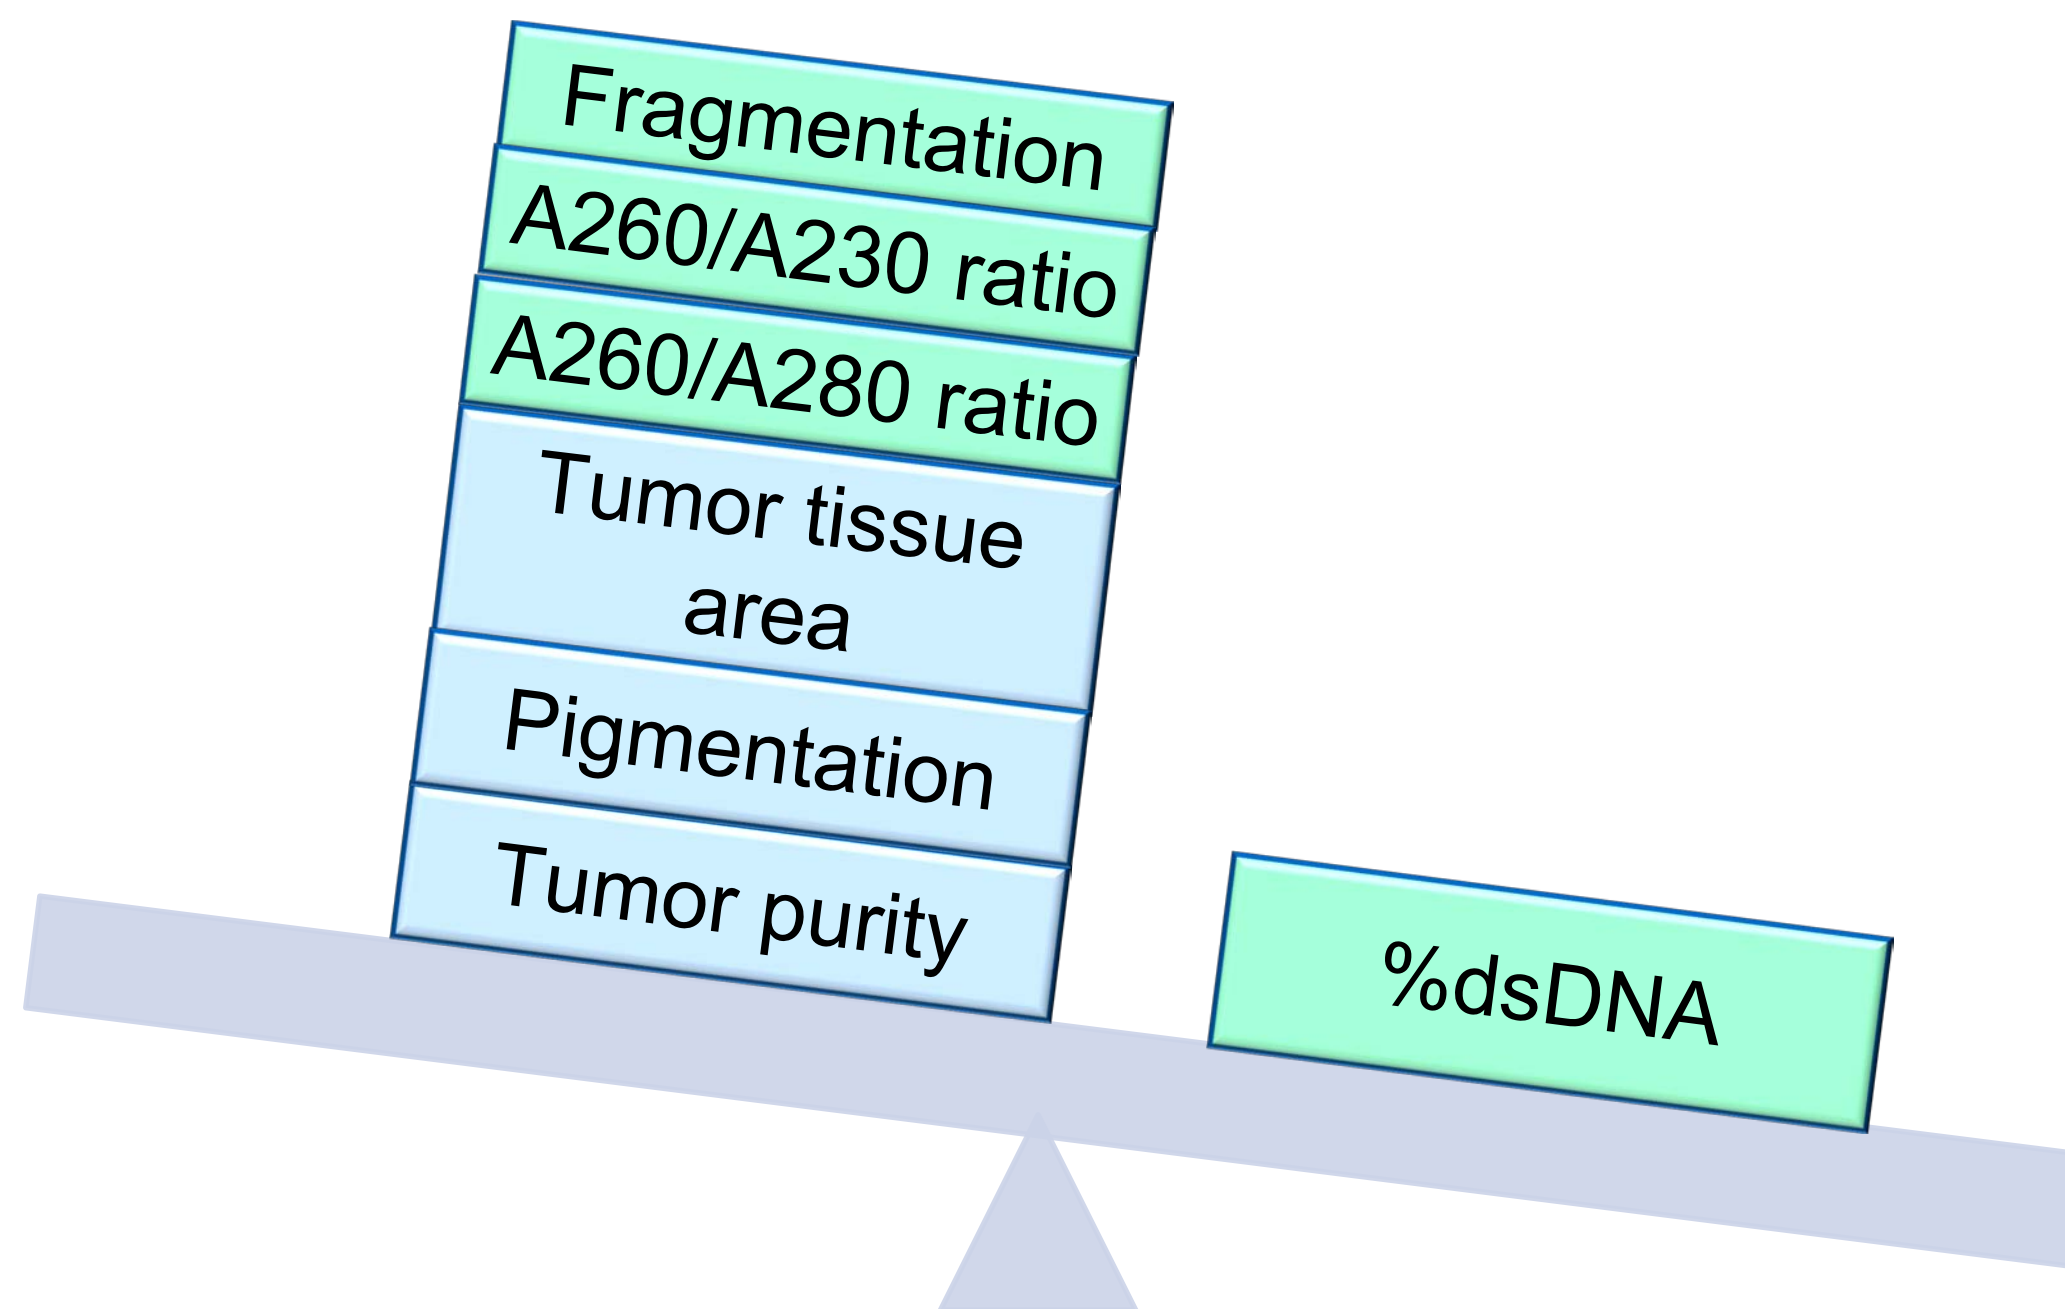 Fragmentation
A260/A230 ratio
A260/A280 ratio
Tumor tissue
area
Pigmentation
Tumor purity
%dsDNA